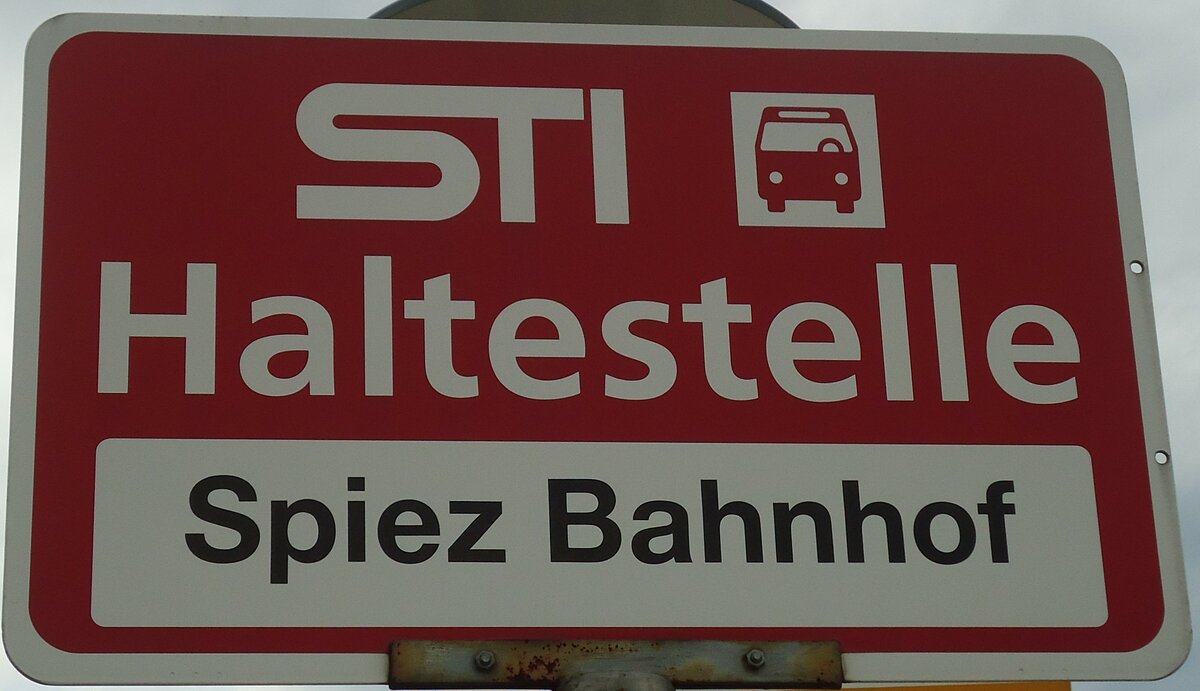 STI
Haltestelle
Spiez Bahnhof